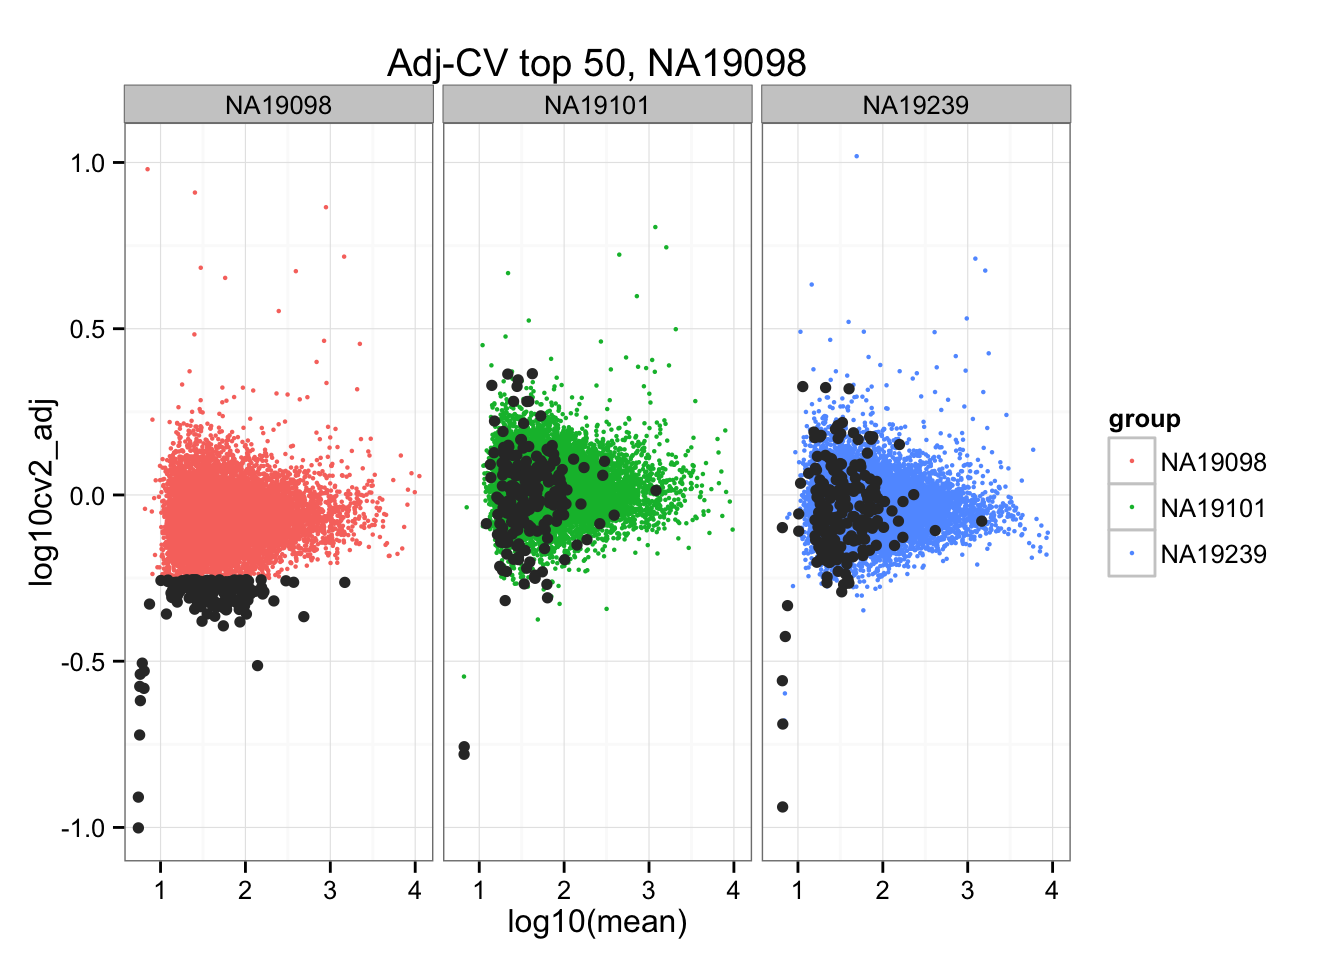 Adj-CV top 50, NA19098
NA19098 NA19101 NA19239
1.0
0.5
0.0
-0.5
-1.0
log10cv2_adj
1 2 3 4 1 2 3 4 1 2 3 4
log10(mean)
group
NA19098
NA19101
NA19239